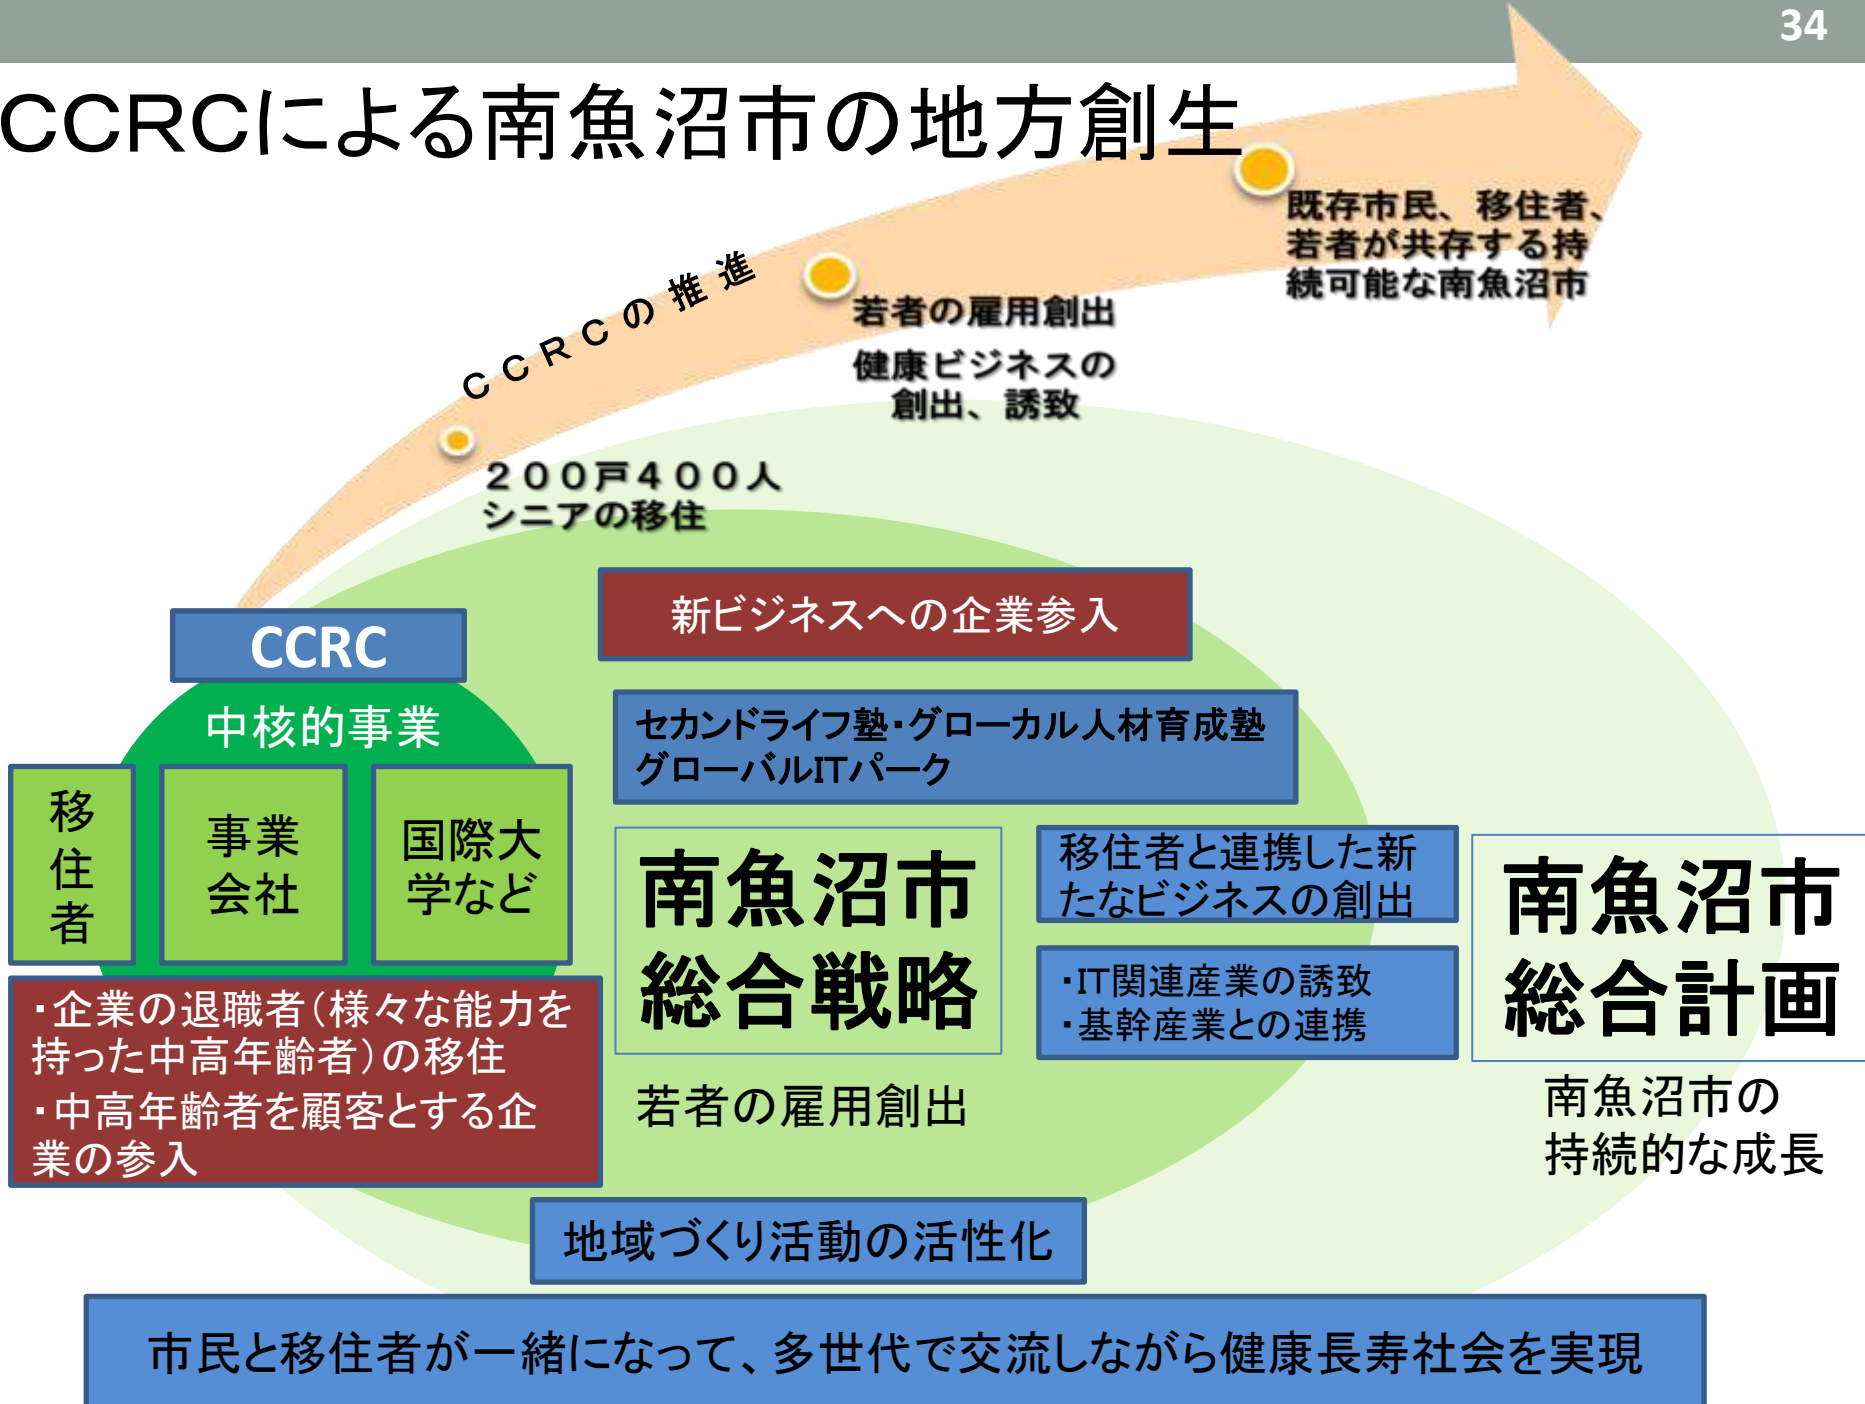 34
CCRCによる南魚沼市の地方創生
既存市民、移住者、
若者が共存する持
続可能な南魚沼市
CCRCの推進
若者の雇用創出
健康ビジネスの
創出、誘致
200戸400人
シニアの移住
新ビジネスへの企業参入
CCRC
中核的事業
セカンドライフ塾・グローカル人材育成塾
グローバルITパーク
移
住
者
事業
会社
国際大
学など
南魚沼市
総合戦略
移住者と連携した新
たなビジネスの創出
・IT関連産業の誘致
・基幹産業との連携
南魚沼市
総合計画
・企業の退職者(様々な能力を
持った中高年齢者)の移住
・中高年齢者を顧客とする企
業の参入
若者の雇用創出
南魚沼市の
持続的な成長
地域づくり活動の活性化
市民と移住者が一緒になって、多世代で交流しながら健康長寿社会を実現